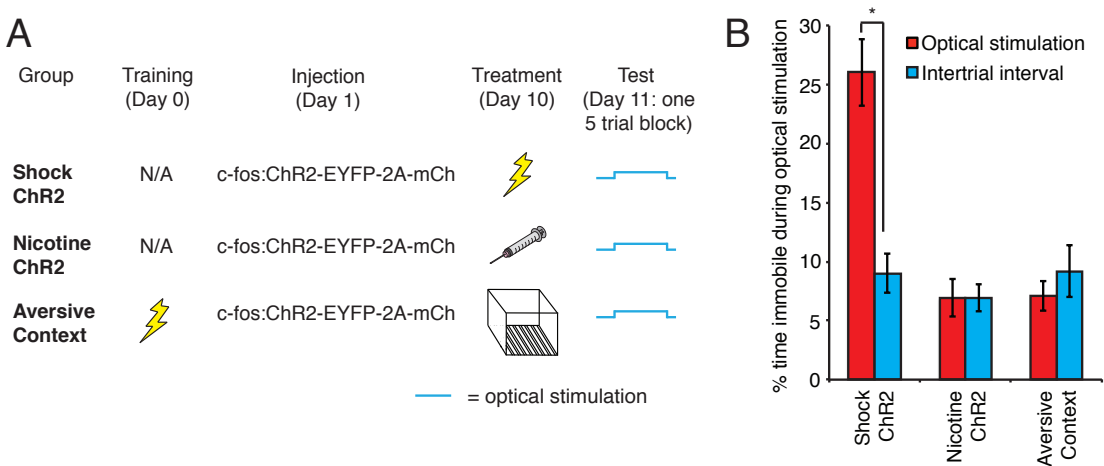 A
Group Training Injection Treatment Test
(Day 0) (Day 1) (Day 10) (Day 11: one
5 trial block)
Shock
ChR2
N/A c-fos:ChR2-EYFP-2A-mCh
Nicotine
ChR2
N/A c-fos:ChR2-EYFP-2A-mCh
Aversive
Context
c-fos:ChR2-EYFP-2A-mCh
= optical stimulation
B
% time immobile during optical stimulation
30
25
20
15
10
5
0
*
Optical stimulation
Intertrial interval
Shock
ChR2
Nicotine
ChR2
Aversive
Context